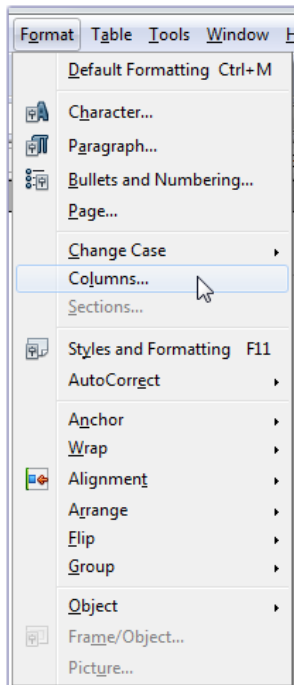 Format Table Tools Window H
Default Formatting Ctrl+M
Character...
Paragraph...
Bullets and Numbering...
Page...
Change Case
Columns...
Sections...
Styles and Formatting F11
AutoCorrect
Anchor
Wrap
Alignment
Arrange
Flip
Group
Object
Frame/Object...
Picture...